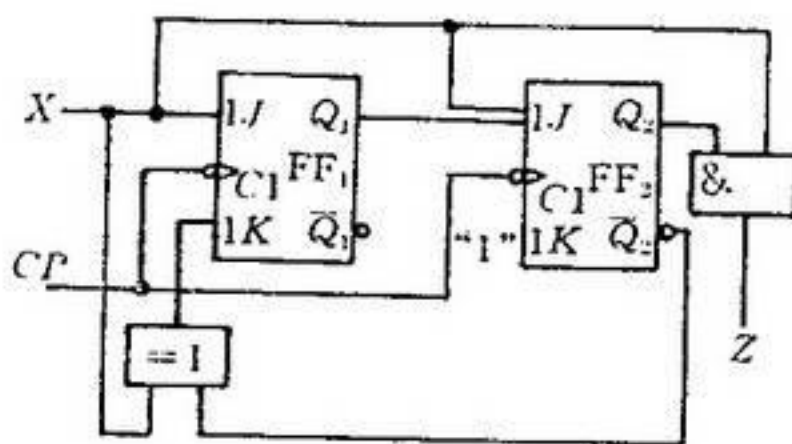 X
1J Q₁
C1 FF₁
1K Q̄₁
CP
== 1
1J Q₂
C1 FF₂
"1" 1K Q̄₂
&.
Z